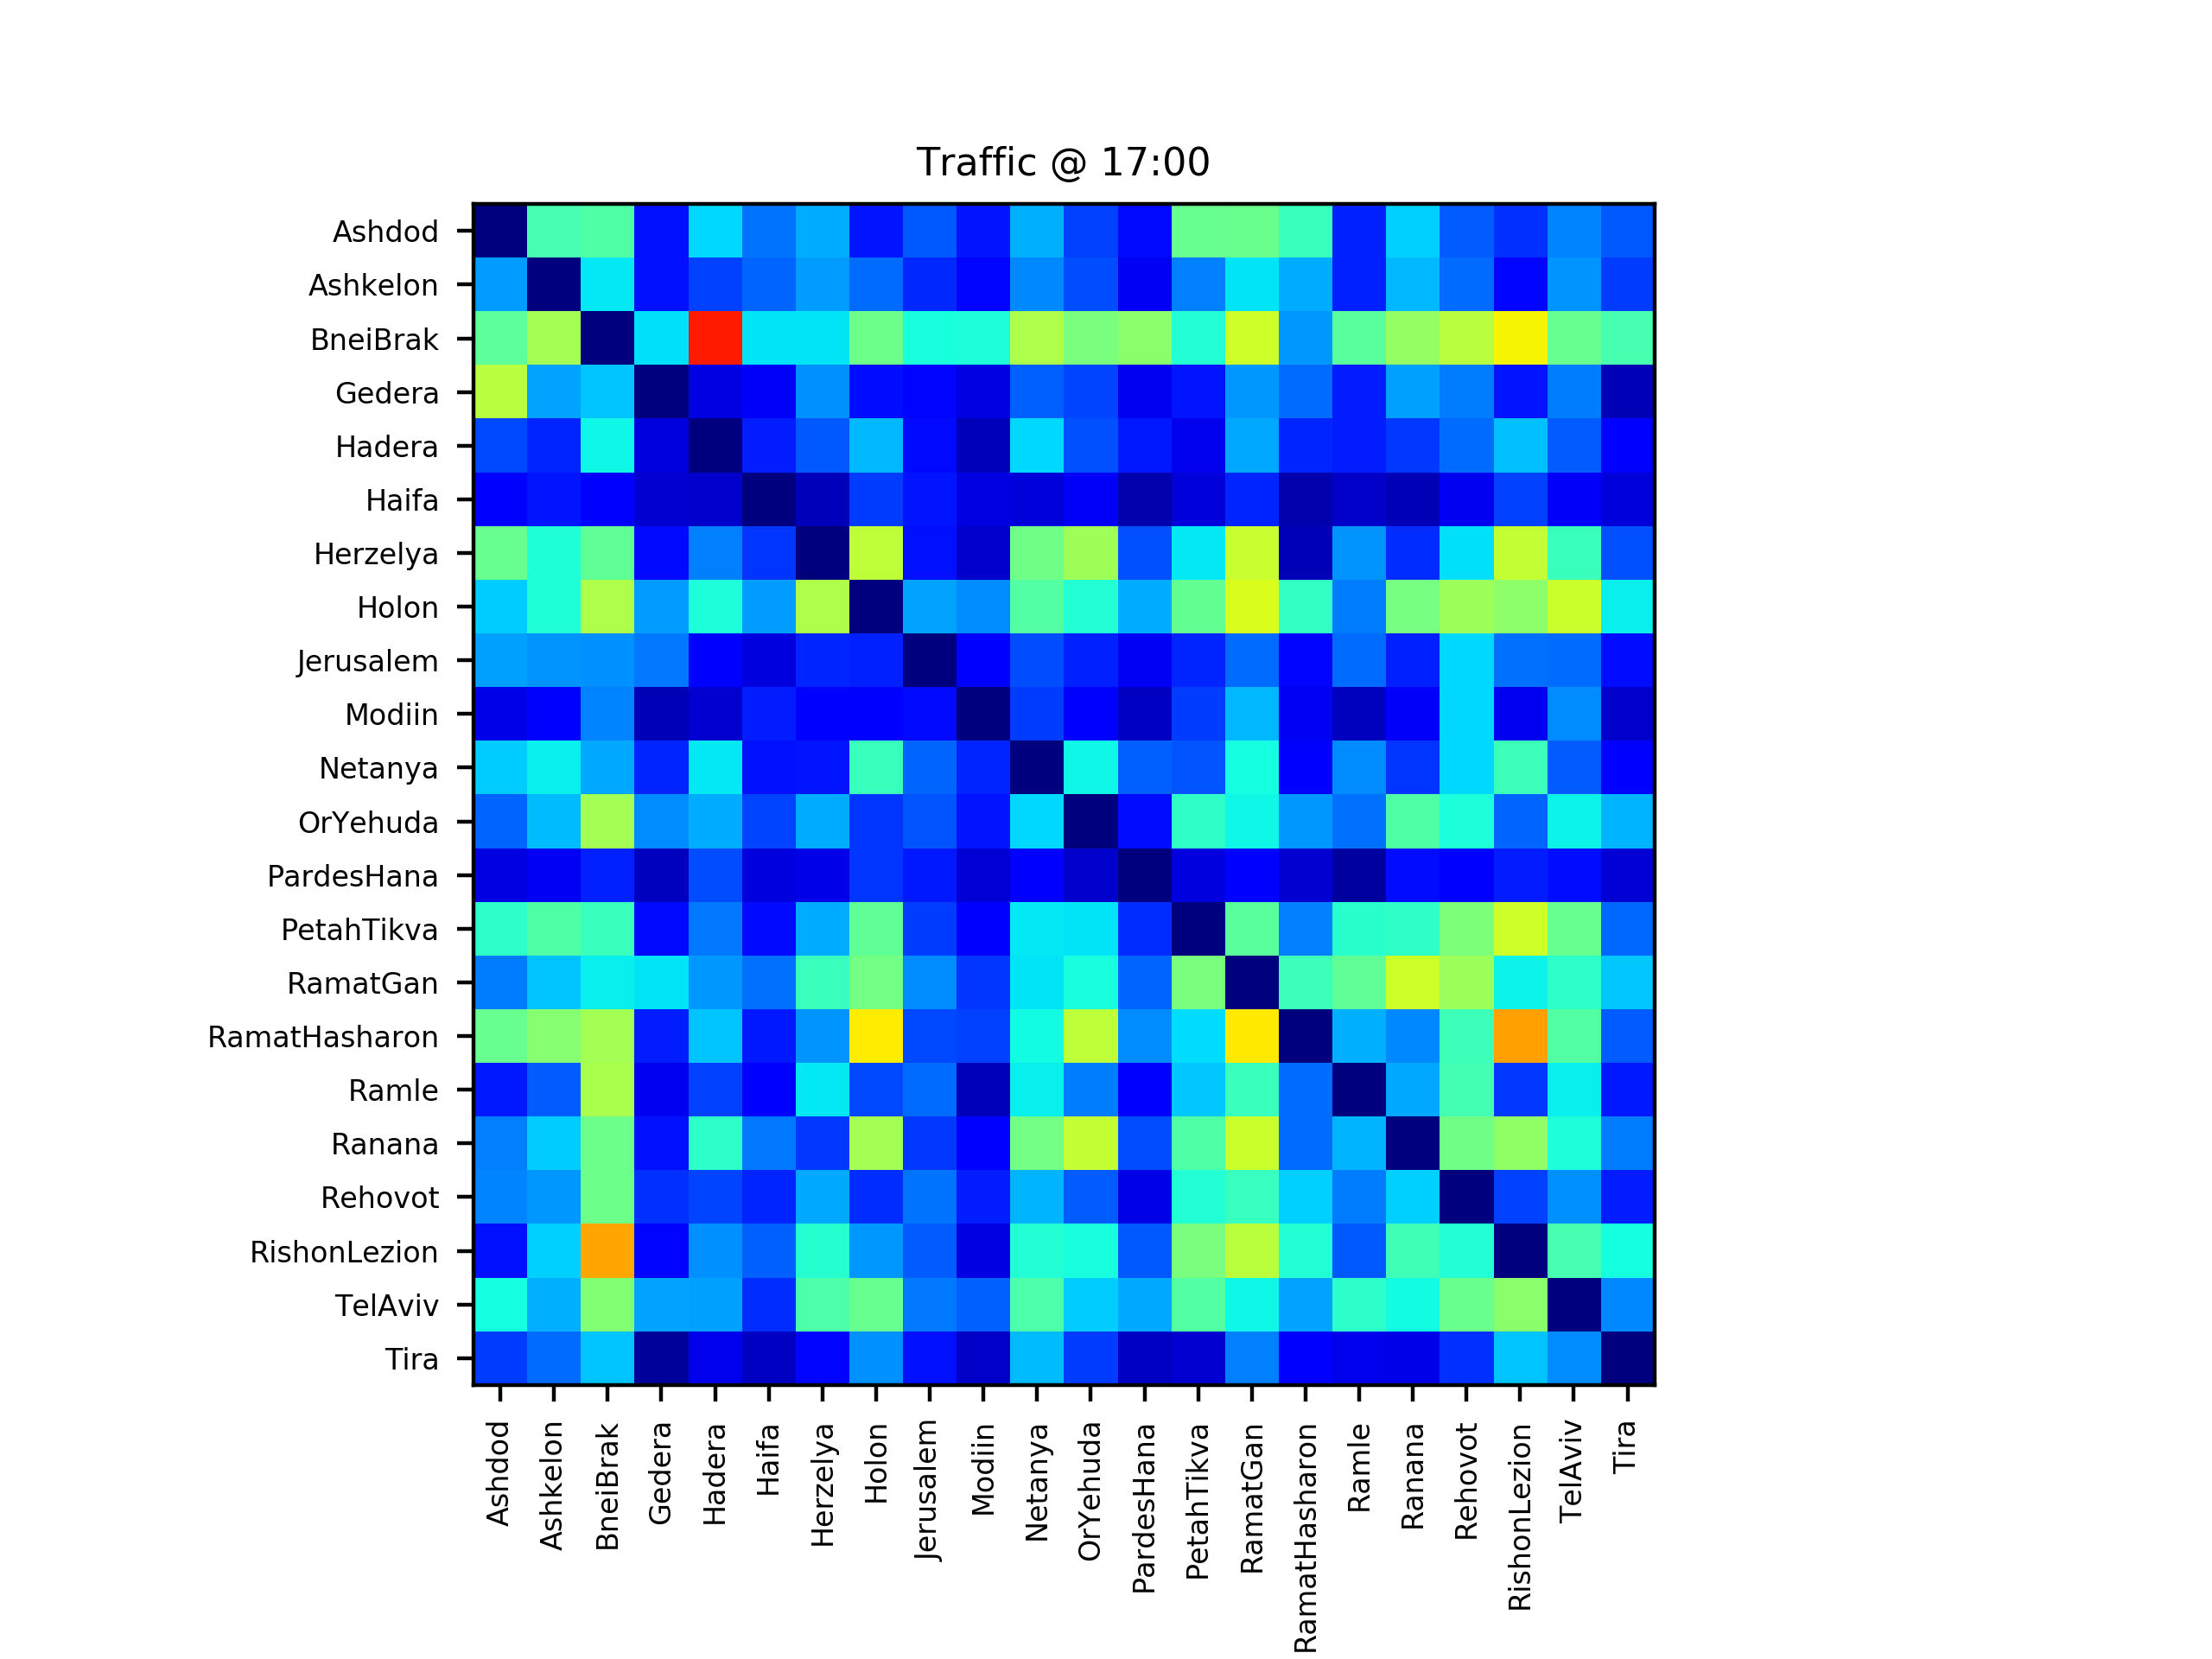 Traffic @ 17:00
Ashdod
Ashkelon
BneiBrak
Gedera
Hadera
Haifa
Herzelya
Holon
Jerusalem
Modiin
Netanya
OrYehuda
PardesHana
PetahTikva
RamatGan
RamatHasharon
Ramle
Ranana
Rehovot
RishonLezion
TelAviv
Tira
Ashdod
Ashkelon
BneiBrak
Gedera
Hadera
Haifa
Herzelya
Holon
Jerusalem
Modiin
Netanya
OrYehuda
PardesHana
PetahTikva
RamatGan
RamatHasharon
Ramle
Ranana
Rehovot
RishonLezion
TelAviv
Tira